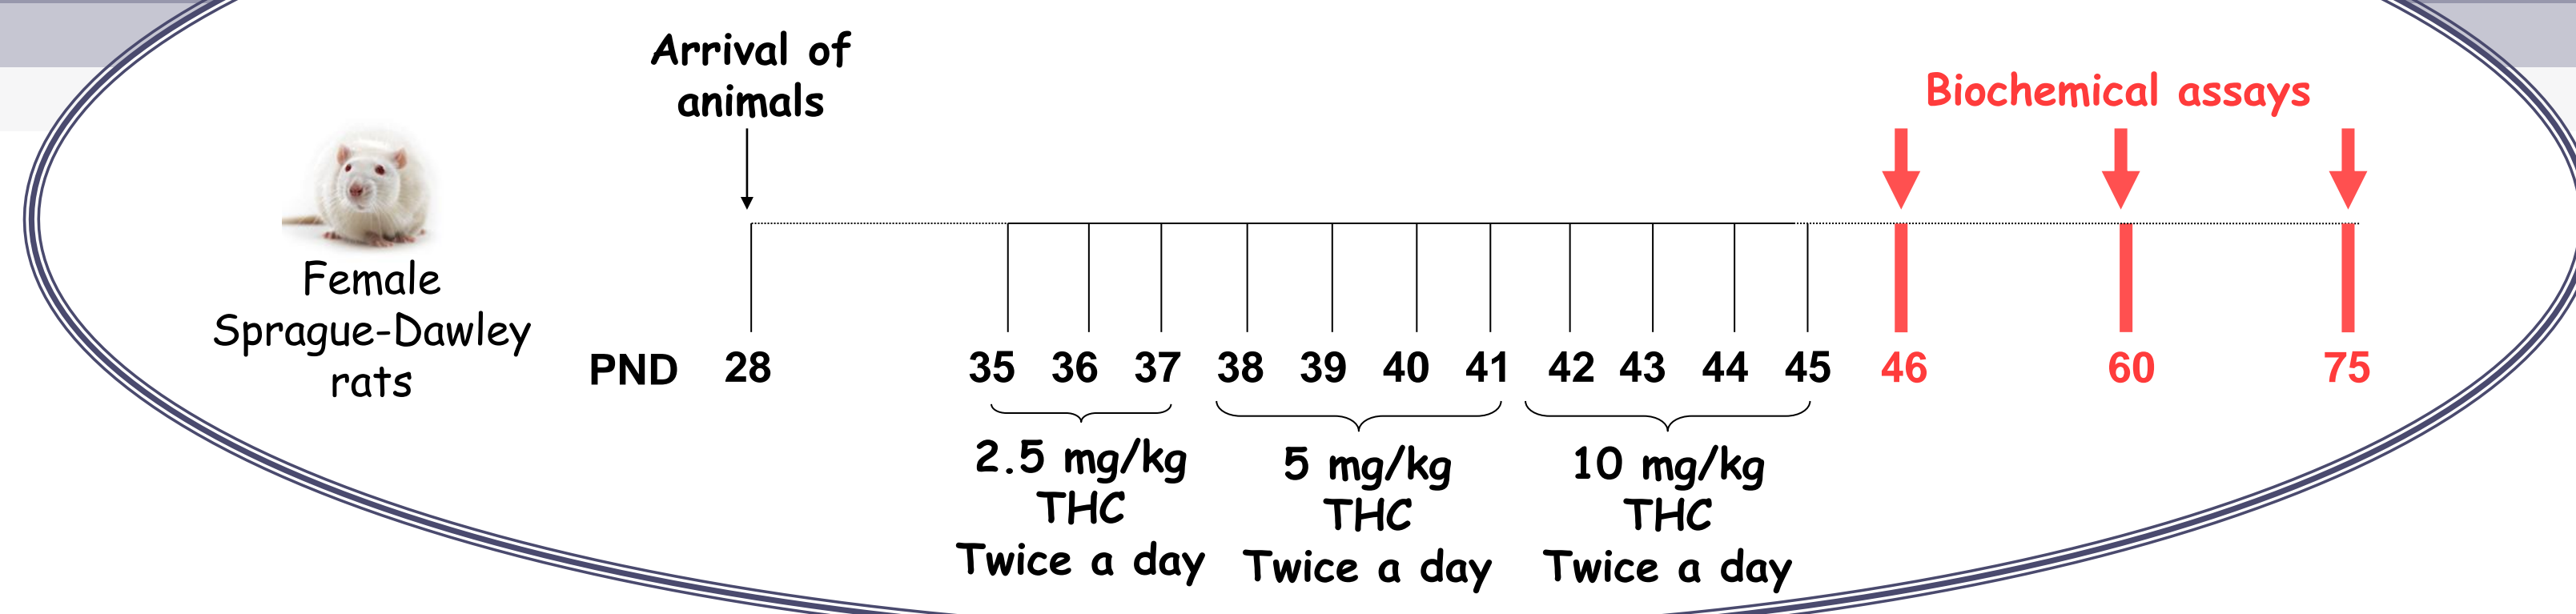 Arrival of
animals
Biochemical assays
Female
Sprague-Dawley
rats
PND 28 35 36 37 38 39 40 41 42 43 44 45 46 60 75
2.5 mg/kg
THC
Twice a day
5 mg/kg
THC
Twice a day
10 mg/kg
THC
Twice a day